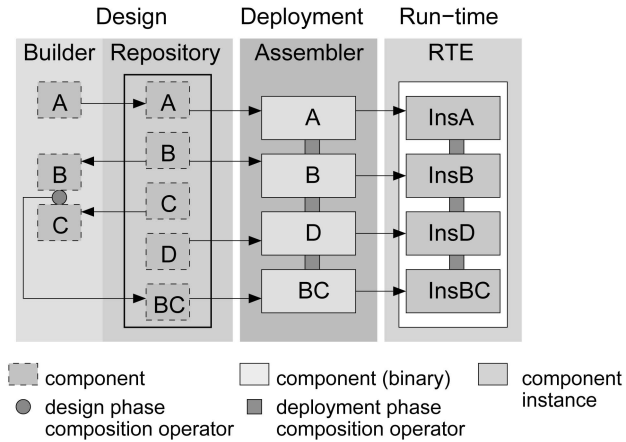 Design Deployment Run-time
Builder Repository Assembler RTE
A A A InsA
B B B InsB
C C D InsD
D BC InsBC
BC
component component (binary) component instance
design phase composition operator deployment phase composition operator